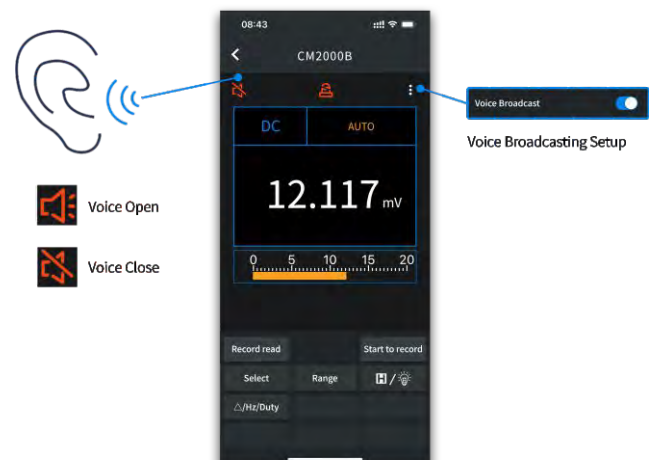 08:43
CM2000B
DC AUTO
12.117 mV
0 5 10 15 20
Record read Start to record
Select Range H /
△/Hz/Duty
Voice Open
Voice Close
Voice Broadcast
Voice Broadcasting Setup